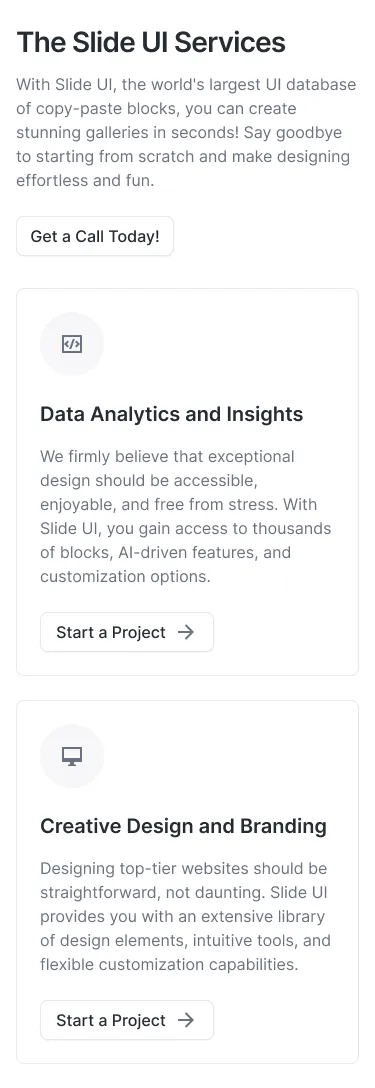 The Slide UI Services
With Slide UI, the world's largest UI database
of copy-paste blocks, you can create
stunning galleries in seconds! Say goodbye
to starting from scratch and make designing
effortless and fun.
Get a Call Today!
Data Analytics and Insights
We firmly believe that exceptional
design should be accessible,
enjoyable, and free from stress. With
Slide UI, you gain access to thousands
of blocks, AI-driven features, and
customization options.
Start a Project
Creative Design and Branding
Designing top-tier websites should be
straightforward, not daunting. Slide UI
provides you with an extensive library
of design elements, intuitive tools, and
flexible customization capabilities.
Start a Project